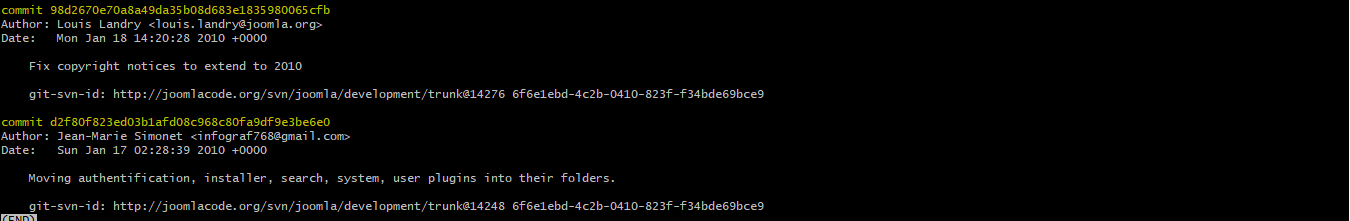 commit 98d2670e70a8a49da35b08d683e1835980065cfb
Author: Louis Landry <louis.landry@joomla.org>
Date:   Mon Jan 18 14:20:28 2010 +0000
    Fix copyright notices to extend to 2010
    git-svn-id: http://joomlacode.org/svn/joomla/development/trunk@14276 6f6e1ebd-4c2b-0410-823f-f34bde69bce9
commit d2f80f823ed03b1afd08c968c80fa9df9e3be6e0
Author: Jean-Marie Simonet <infograf768@gmail.com>
Date:   Sun Jan 17 02:28:39 2010 +0000
    Moving authentification, installer, search, system, user plugins into their folders.
    git-svn-id: http://joomlacode.org/svn/joomla/development/trunk@14248 6f6e1ebd-4c2b-0410-823f-f34bde69bce9
(END)